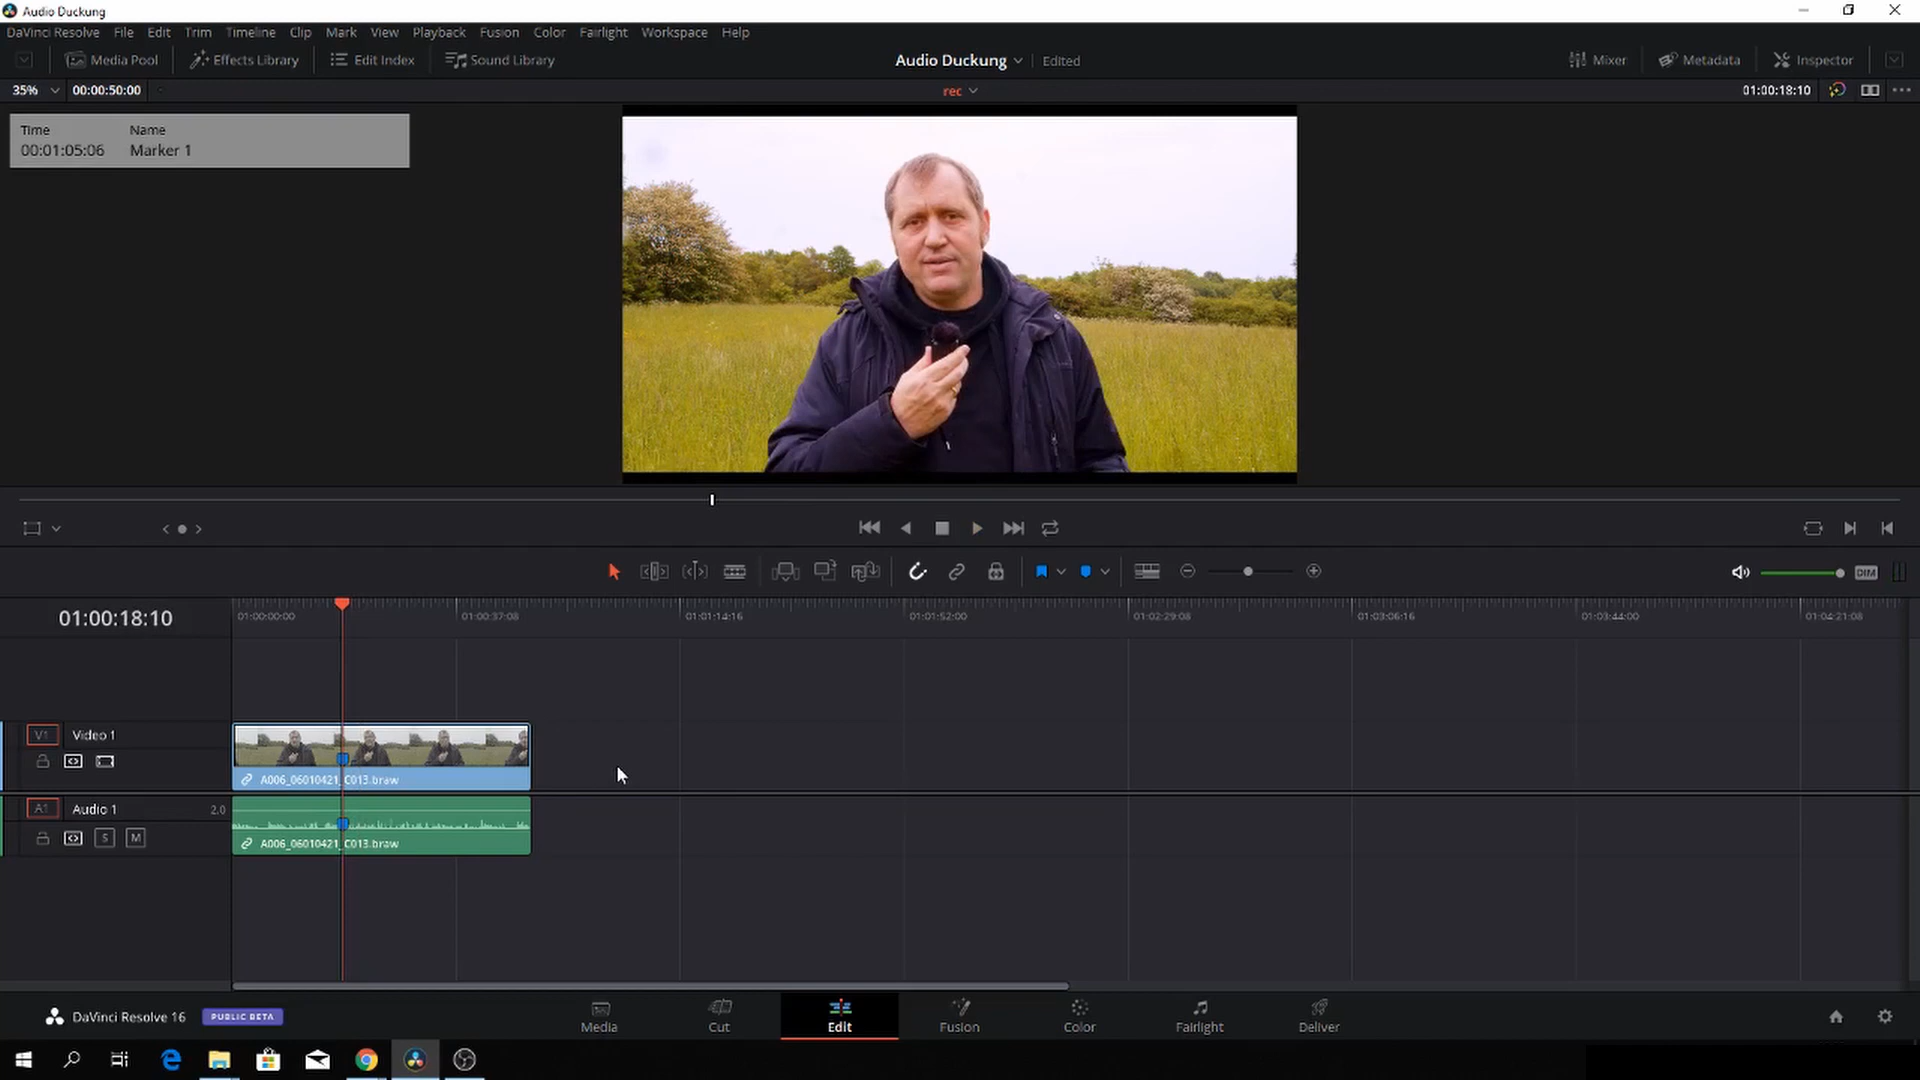 Audio Duckung
DaVinci Resolve File Edit Trim Timeline Clip Mark View Playback Fusion Color Fairlight Workspace Help
Media Pool Effects Library Edit Index Sound Library Audio Duckung Edited Mixer Metadata Inspector
35% 00:00:50:00 rec 01:00:18:10
Time Name
00:01:05:06 Marker 1
DIM
01:00:18:10 01:00:00:00 01:00:37:08 01:01:14:16 01:01:52:00 01:02:29:08 01:03:06:16 01:03:44:00 01:04:21:08
V1 Video 1
A006_06010421_C013.braw
A1 Audio 1 2.0
S M
A006_06010421_C013.braw
DaVinci Resolve 16 PUBLIC BETA Media Cut Edit Fusion Color Fairlight Deliver